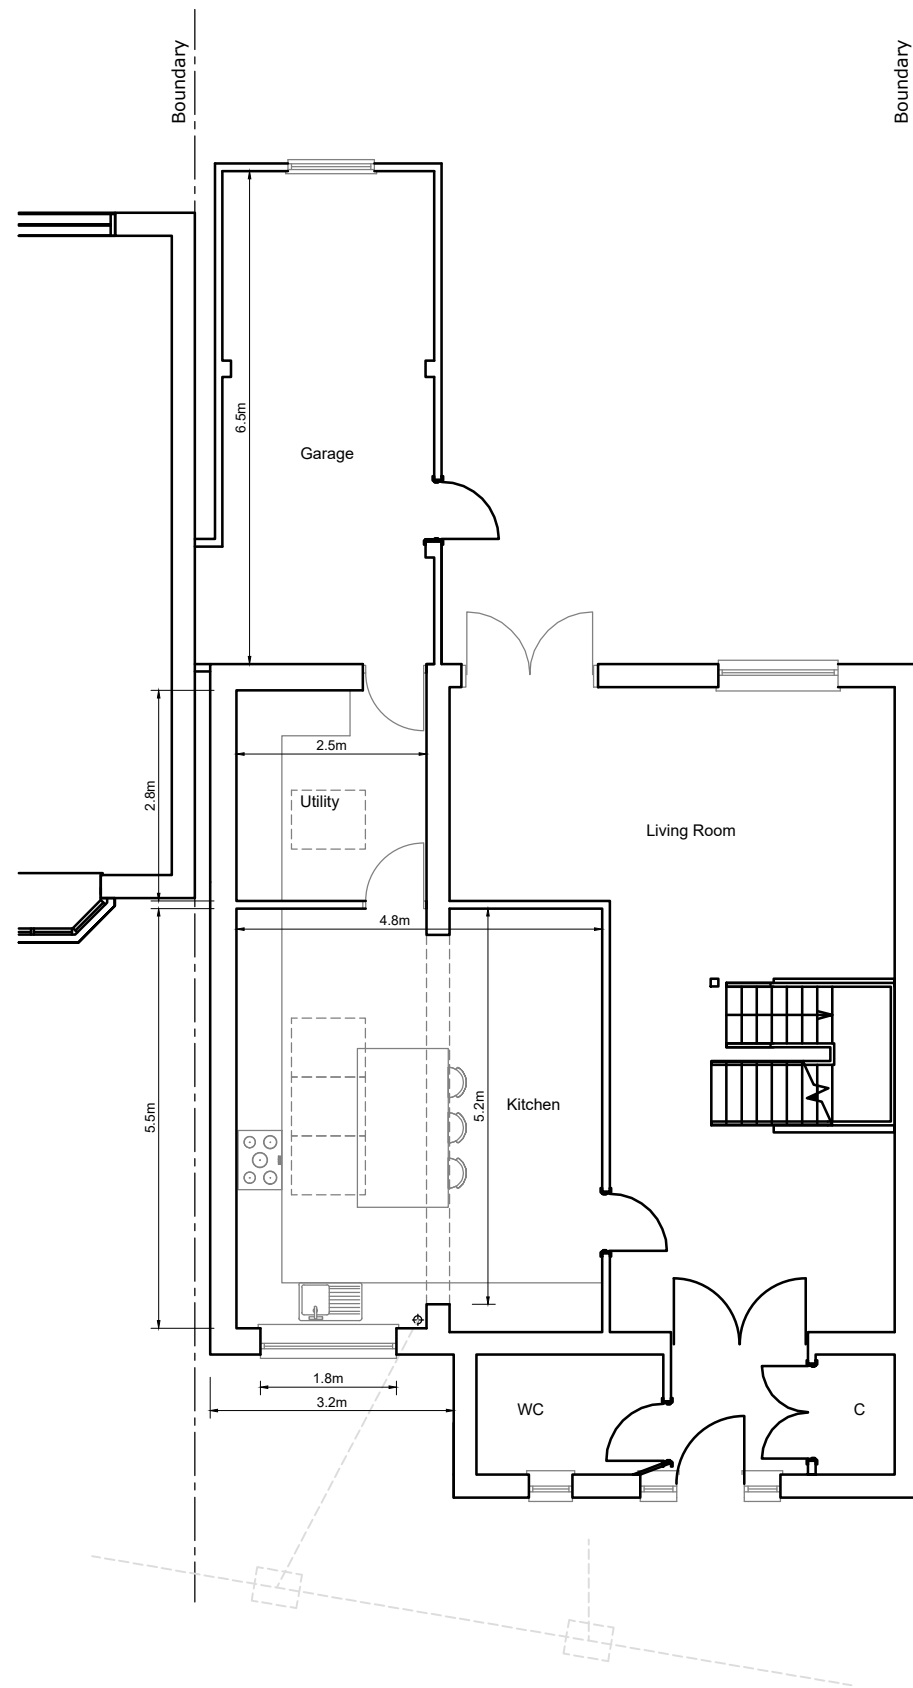 Boundary
Boundary
6.5m
Garage
2.5m
2.8m
Utility
Living Room
4.8m
5.5m
5.2m
Kitchen
1.8m
3.2m
WC
C